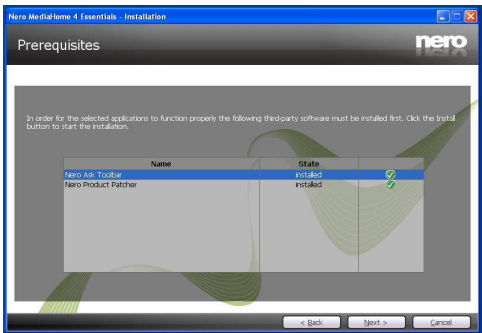 Nero MediaHome 4 Essentials - Installation
Prerequisites
nero
In order for the selected applications to function properly the following third-party software must be installed first. Click the Install
button to start the installation.
Name State
Nero Ask Toolbar installed
Nero Product Patcher installed
< Back Next > Cancel